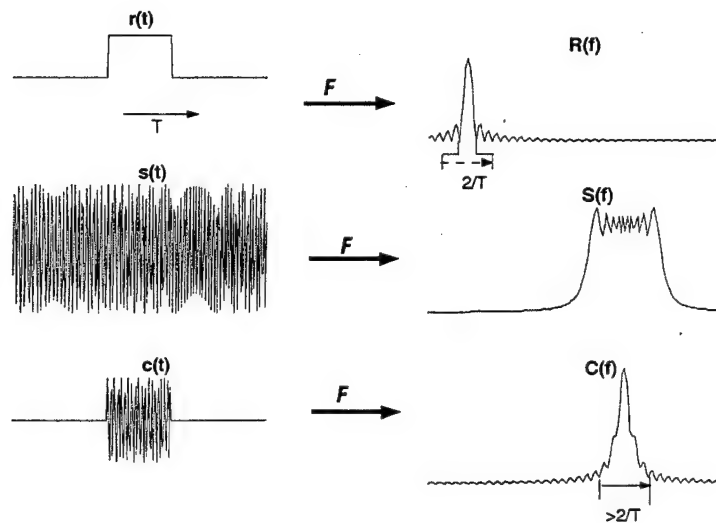 r(t)
R(f)
F
T
2/T
s(t)
S(f)
F
c(t)
C(f)
F
>2/T